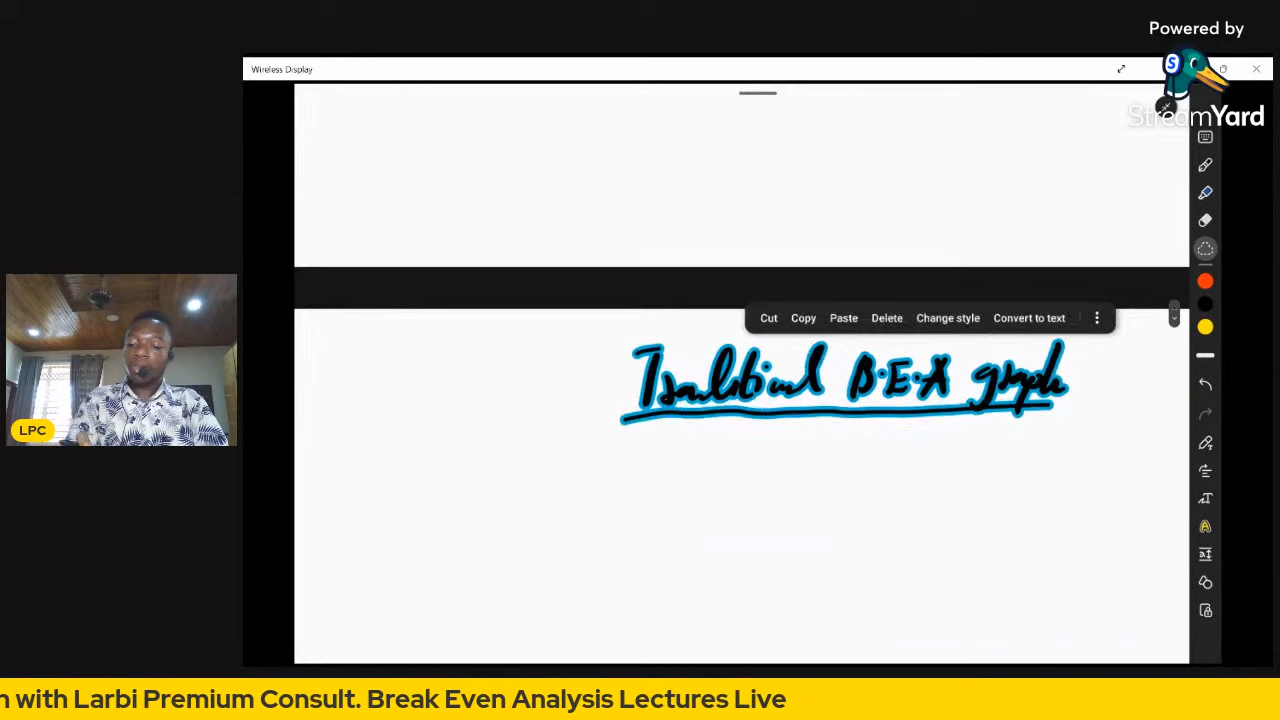 Powered by
StreamYard
Wireless Display
Cut Copy Paste Delete Change style Convert to text
Traditional B.E.A graph
LPC
n with Larbi Premium Consult. Break Even Analysis Lectures Live